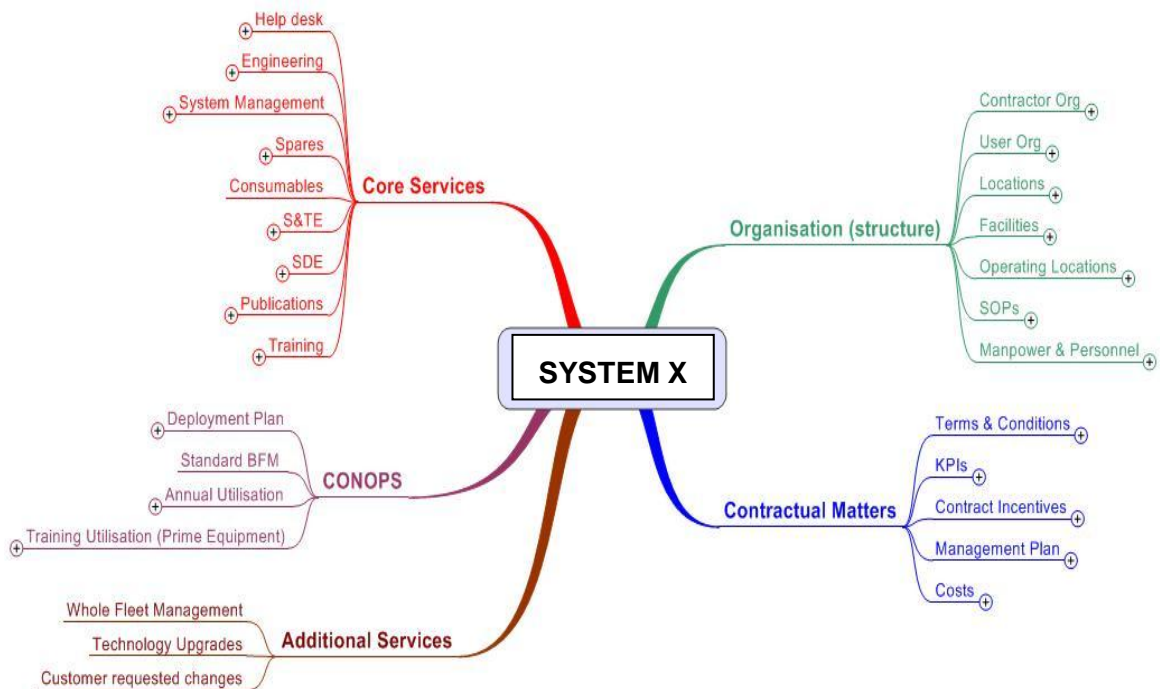 Help desk
Engineering
System Management
Spares
Consumables
S&TE
SDE
Publications
Training
Core Services
Deployment Plan
Standard BFM
Annual Utilisation
Training Utilisation (Prime Equipment)
CONOPS
Whole Fleet Management
Technology Upgrades
Customer requested changes
Additional Services
SYSTEM X
Organisation (structure)
Contractor Org
User Org
Locations
Facilities
Operating Locations
SOPs
Manpower & Personnel
Contractual Matters
Terms & Conditions
KPIs
Contract Incentives
Management Plan
Costs